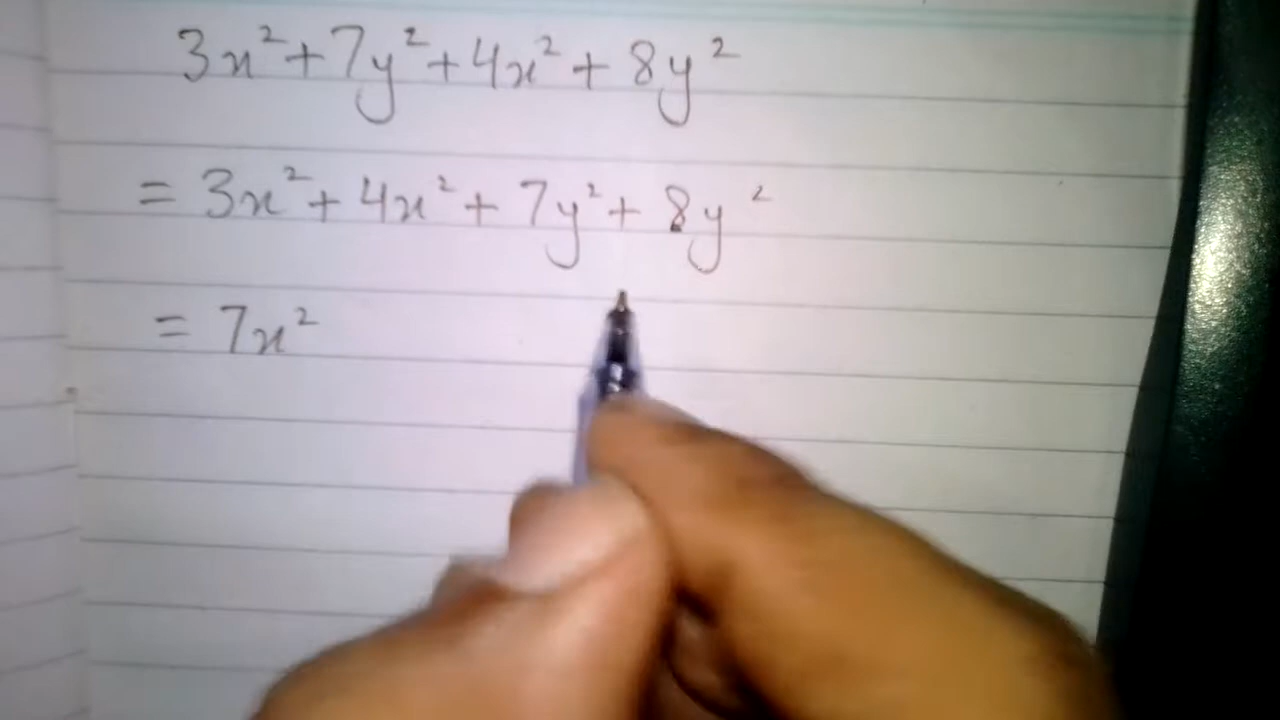 3x² + 7y² + 4x² + 8y²
= 3x² + 4x² + 7y² + 8y²
= 7x²